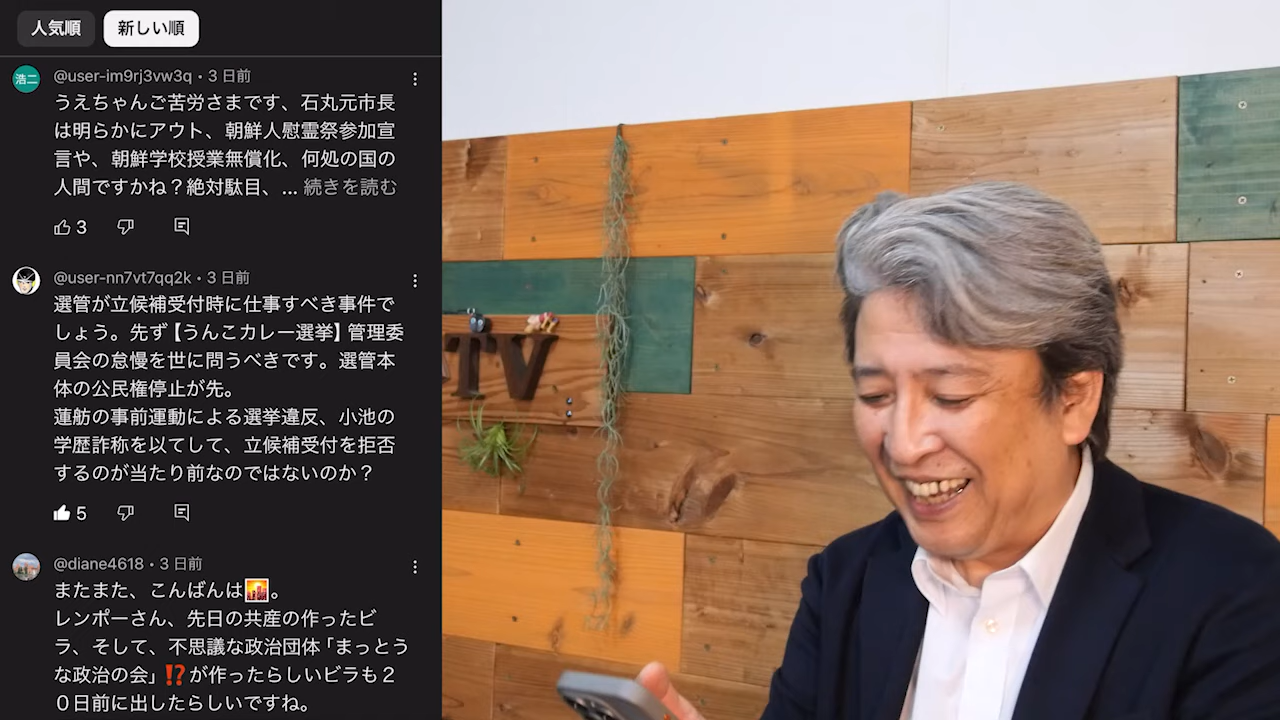 人気順
新しい順
浩二
@user-im9rj3vw3q・3 日前
うえちゃんご苦労さまです、石丸元市長
は明らかにアウト、朝鮮人慰霊祭参加宣
言や、朝鮮学校授業無償化、何処の国の
人間ですかね？絶対駄目、... 続きを読む
3
@user-nn7vt7qq2k・3 日前
選管が立候補受付時に仕事すべき事件で
しょう。先ず【うんこカレー選挙】管理委
員会の怠慢を世に問うべきです。選管本
体の公民権停止が先。
蓮舫の事前運動による選挙違反、小池の
学歴詐称を以てして、立候補受付を拒否
するのが当たり前なのではないのか？
5
@diane4618・3 日前
またまた、こんばんは🌇。
レンポーさん、先日の共産の作ったビ
ラ、そして、不思議な政治団体「まっとう
な政治の会」⁉️が作ったらしいビラも２
０日前に出したらしいですね。
TV